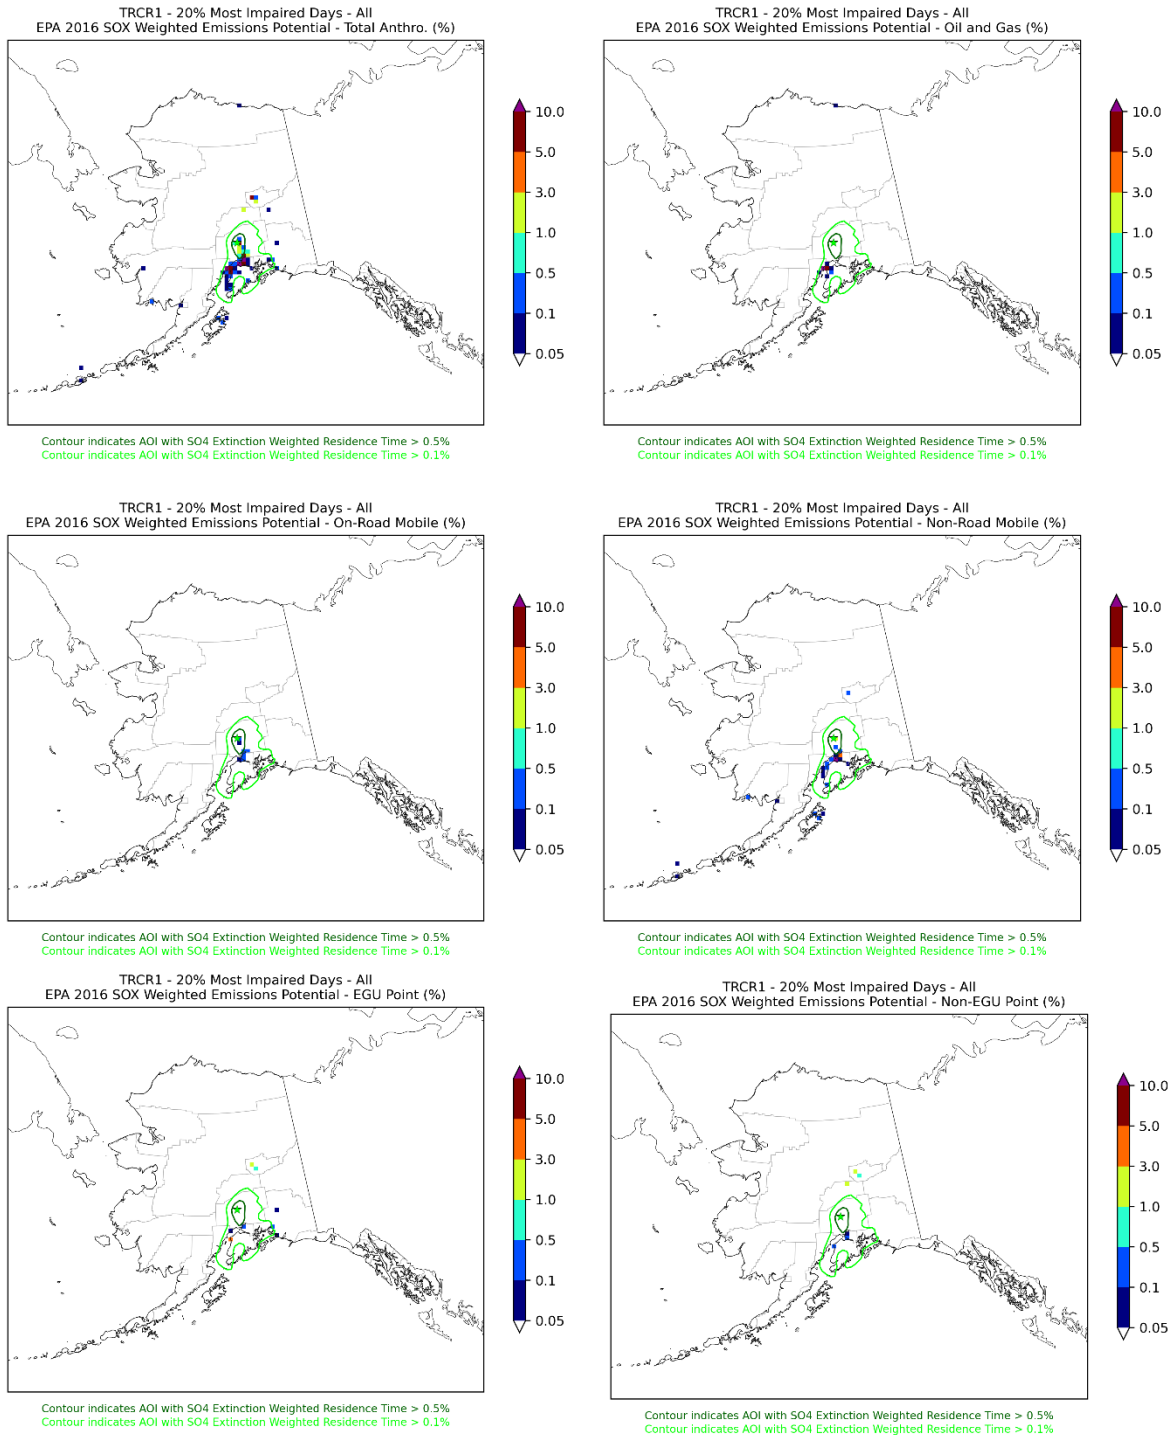 TRCR1 - 20% Most Impaired Days - All
EPA 2016 SOX Weighted Emissions Potential - Total Anthro. (%)
10.0
5.0
3.0
1.0
0.5
0.1
0.05
Contour indicates AOI with SO4 Extinction Weighted Residence Time > 0.5%
Contour indicates AOI with SO4 Extinction Weighted Residence Time > 0.1%
TRCR1 - 20% Most Impaired Days - All
EPA 2016 SOX Weighted Emissions Potential - Oil and Gas (%)
10.0
5.0
3.0
1.0
0.5
0.1
0.05
Contour indicates AOI with SO4 Extinction Weighted Residence Time > 0.5%
Contour indicates AOI with SO4 Extinction Weighted Residence Time > 0.1%
TRCR1 - 20% Most Impaired Days - All
EPA 2016 SOX Weighted Emissions Potential - On-Road Mobile (%)
10.0
5.0
3.0
1.0
0.5
0.1
0.05
Contour indicates AOI with SO4 Extinction Weighted Residence Time > 0.5%
Contour indicates AOI with SO4 Extinction Weighted Residence Time > 0.1%
TRCR1 - 20% Most Impaired Days - All
EPA 2016 SOX Weighted Emissions Potential - Non-Road Mobile (%)
10.0
5.0
3.0
1.0
0.5
0.1
0.05
Contour indicates AOI with SO4 Extinction Weighted Residence Time > 0.5%
Contour indicates AOI with SO4 Extinction Weighted Residence Time > 0.1%
TRCR1 - 20% Most Impaired Days - All
EPA 2016 SOX Weighted Emissions Potential - EGU Point (%)
10.0
5.0
3.0
1.0
0.5
0.1
0.05
Contour indicates AOI with SO4 Extinction Weighted Residence Time > 0.5%
Contour indicates AOI with SO4 Extinction Weighted Residence Time > 0.1%
TRCR1 - 20% Most Impaired Days - All
EPA 2016 SOX Weighted Emissions Potential - Non-EGU Point (%)
10.0
5.0
3.0
1.0
0.5
0.1
0.05
Contour indicates AOI with SO4 Extinction Weighted Residence Time > 0.5%
Contour indicates AOI with SO4 Extinction Weighted Residence Time > 0.1%